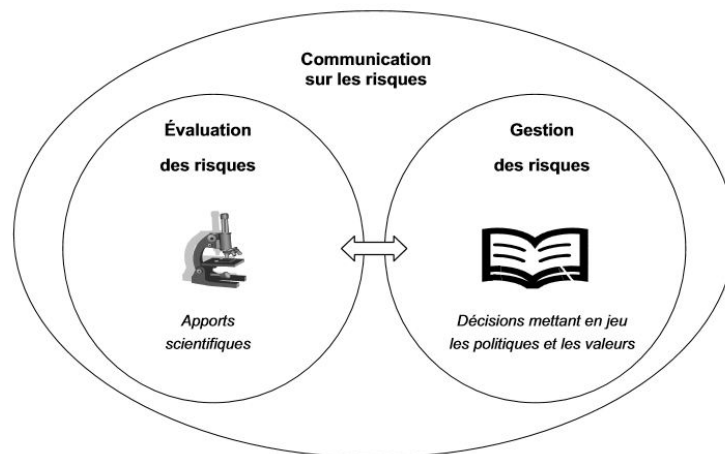 Communication
sur les risques
Évaluation
des risques
Gestion
des risques
Apports
scientifiques
Décisions mettant en jeu
les politiques et les valeurs